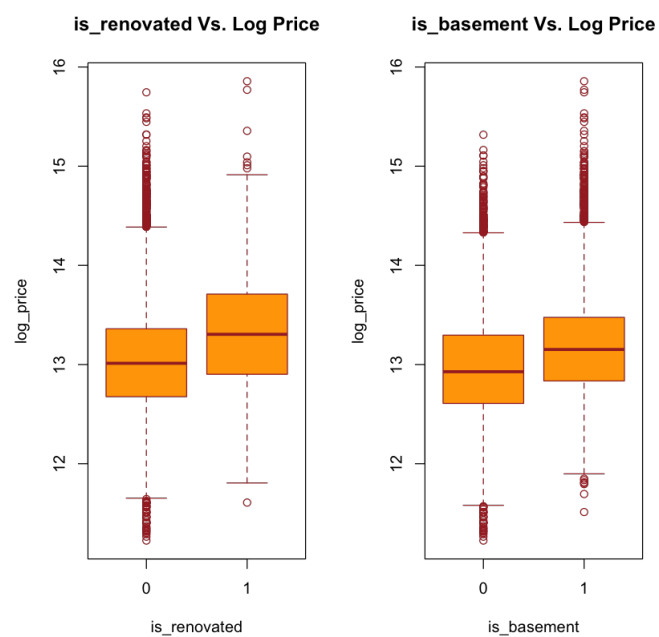 is_renovated Vs. Log Price
is_basement Vs. Log Price
log_price
16
15
14
13
12
0
1
is_renovated
log_price
16
15
14
13
12
0
1
is_basement